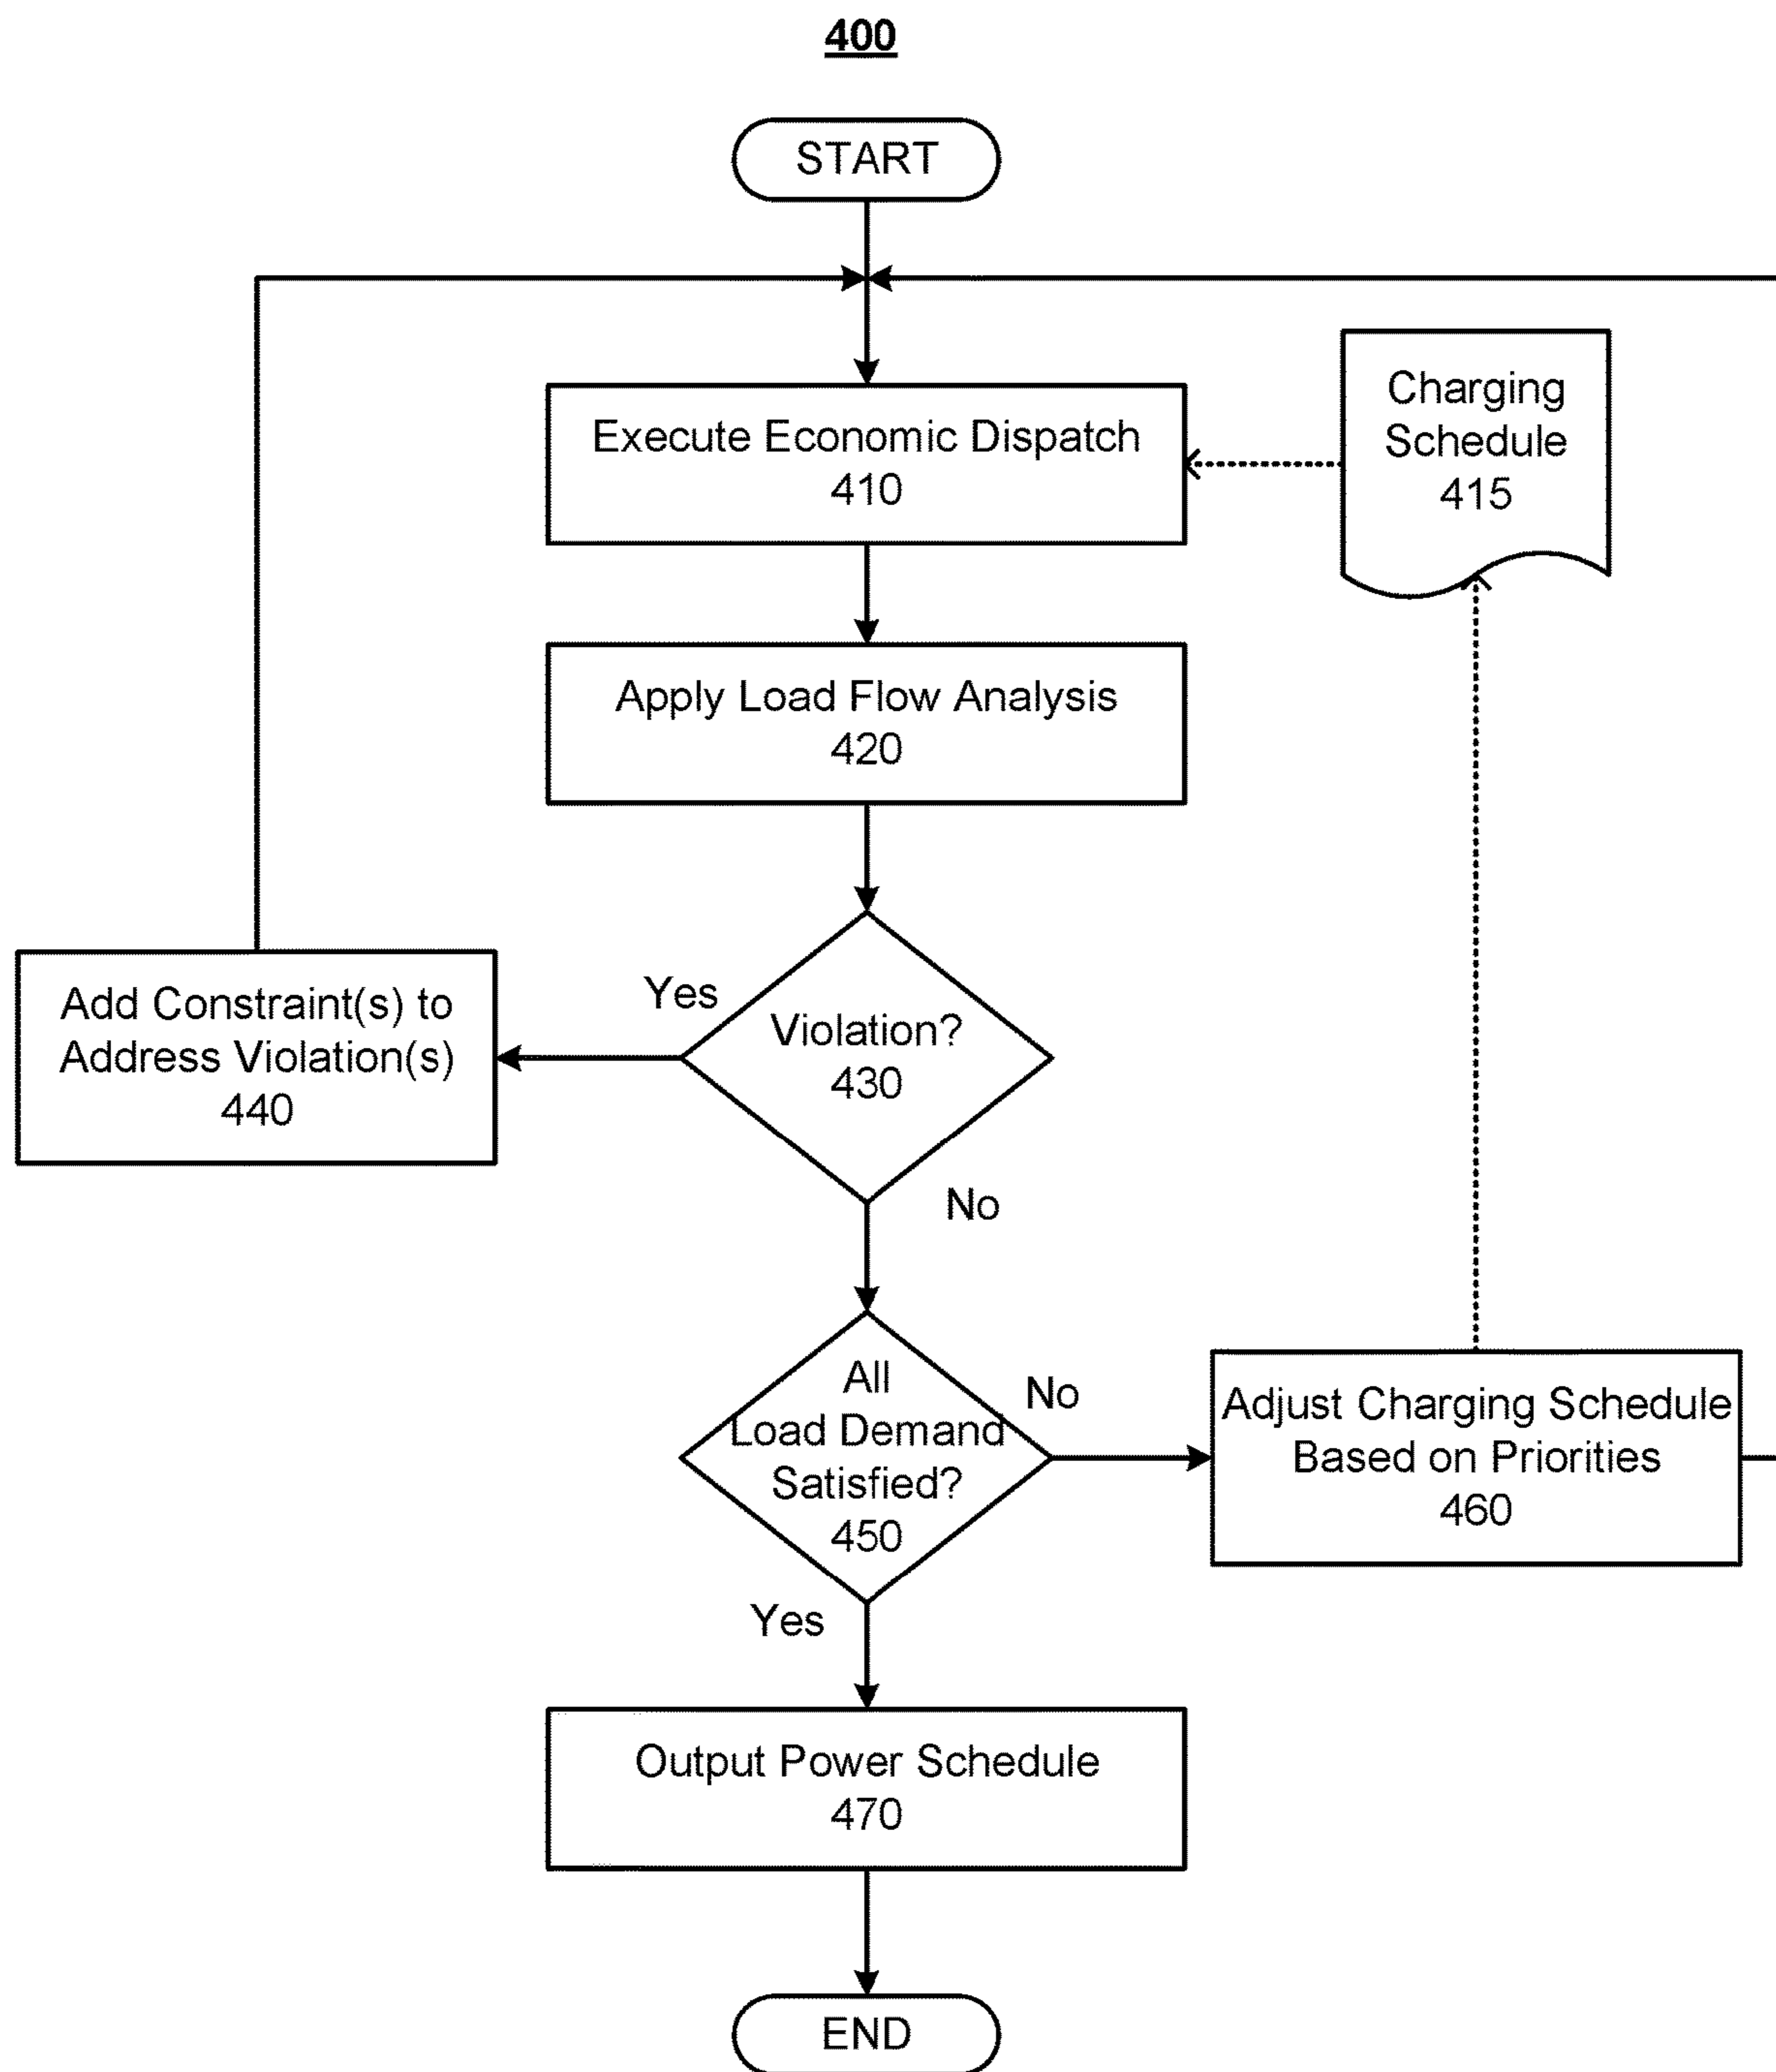 400
START
Execute Economic Dispatch
410
Charging
Schedule
415
Apply Load Flow Analysis
420
Yes
Violation?
430
Add Constraint(s) to
Address Violation(s)
440
No
All
Load Demand
Satisfied?
450
No
Adjust Charging Schedule
Based on Priorities
460
Yes
Output Power Schedule
470
END